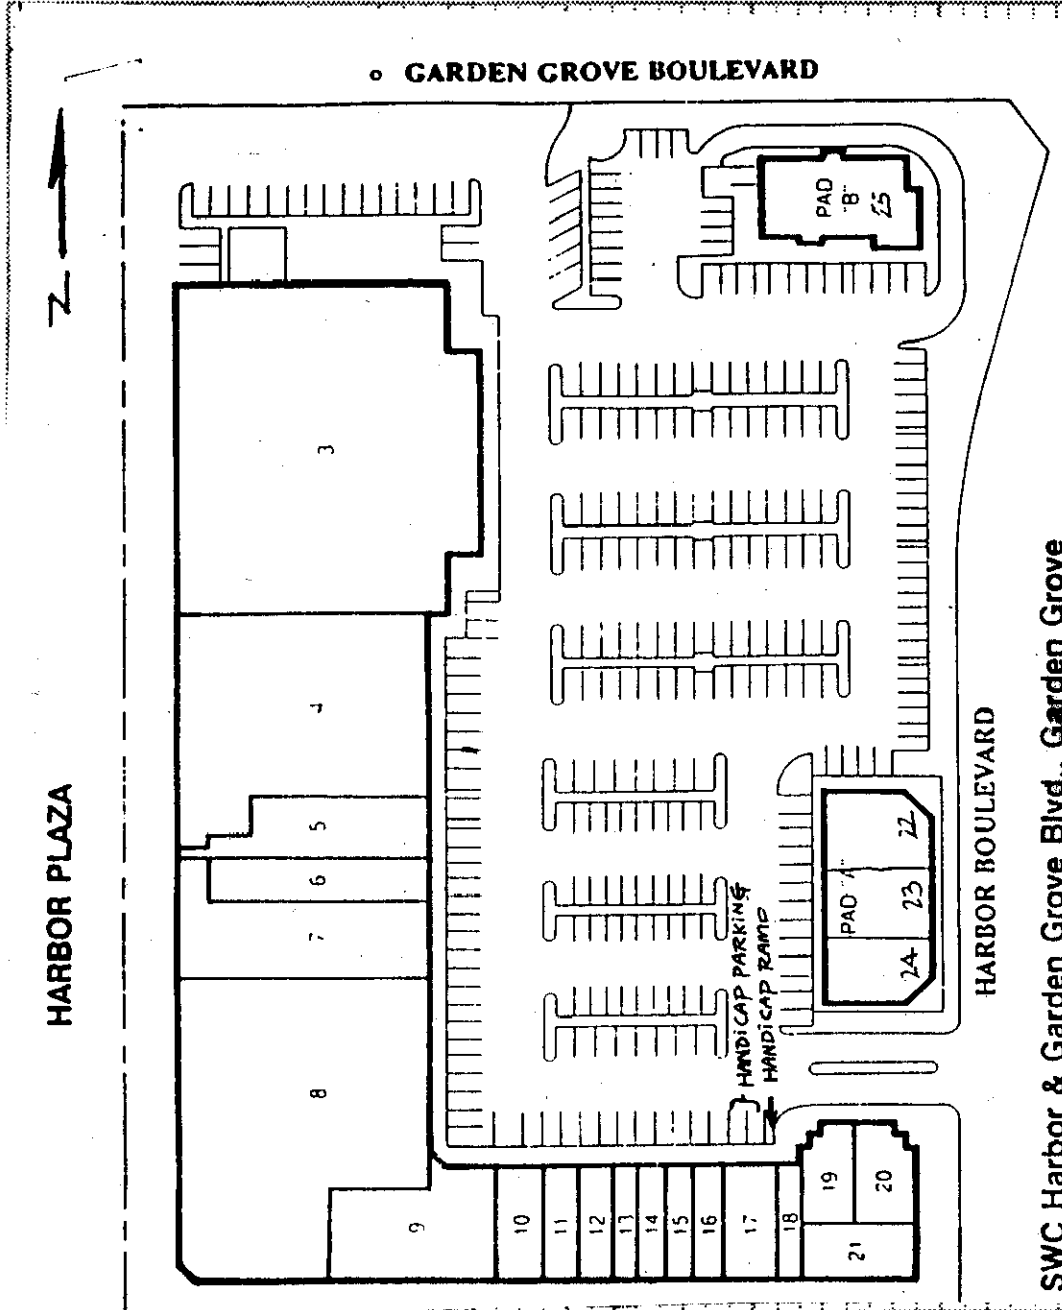 GARDEN GROVE BOULEVARD
N
HARBOR PLAZA
3
4
5
6
7
8
9
10
11
12
13
14
15
16
17
18
19
20
21
PAD "B"
25
PAD "A"
22
23
24
HANDICAP PARKING
HANDICAP RAMP
HARBOR BOULEVARD
SWC Harbor & Garden Grove Blvd., Garden Grove